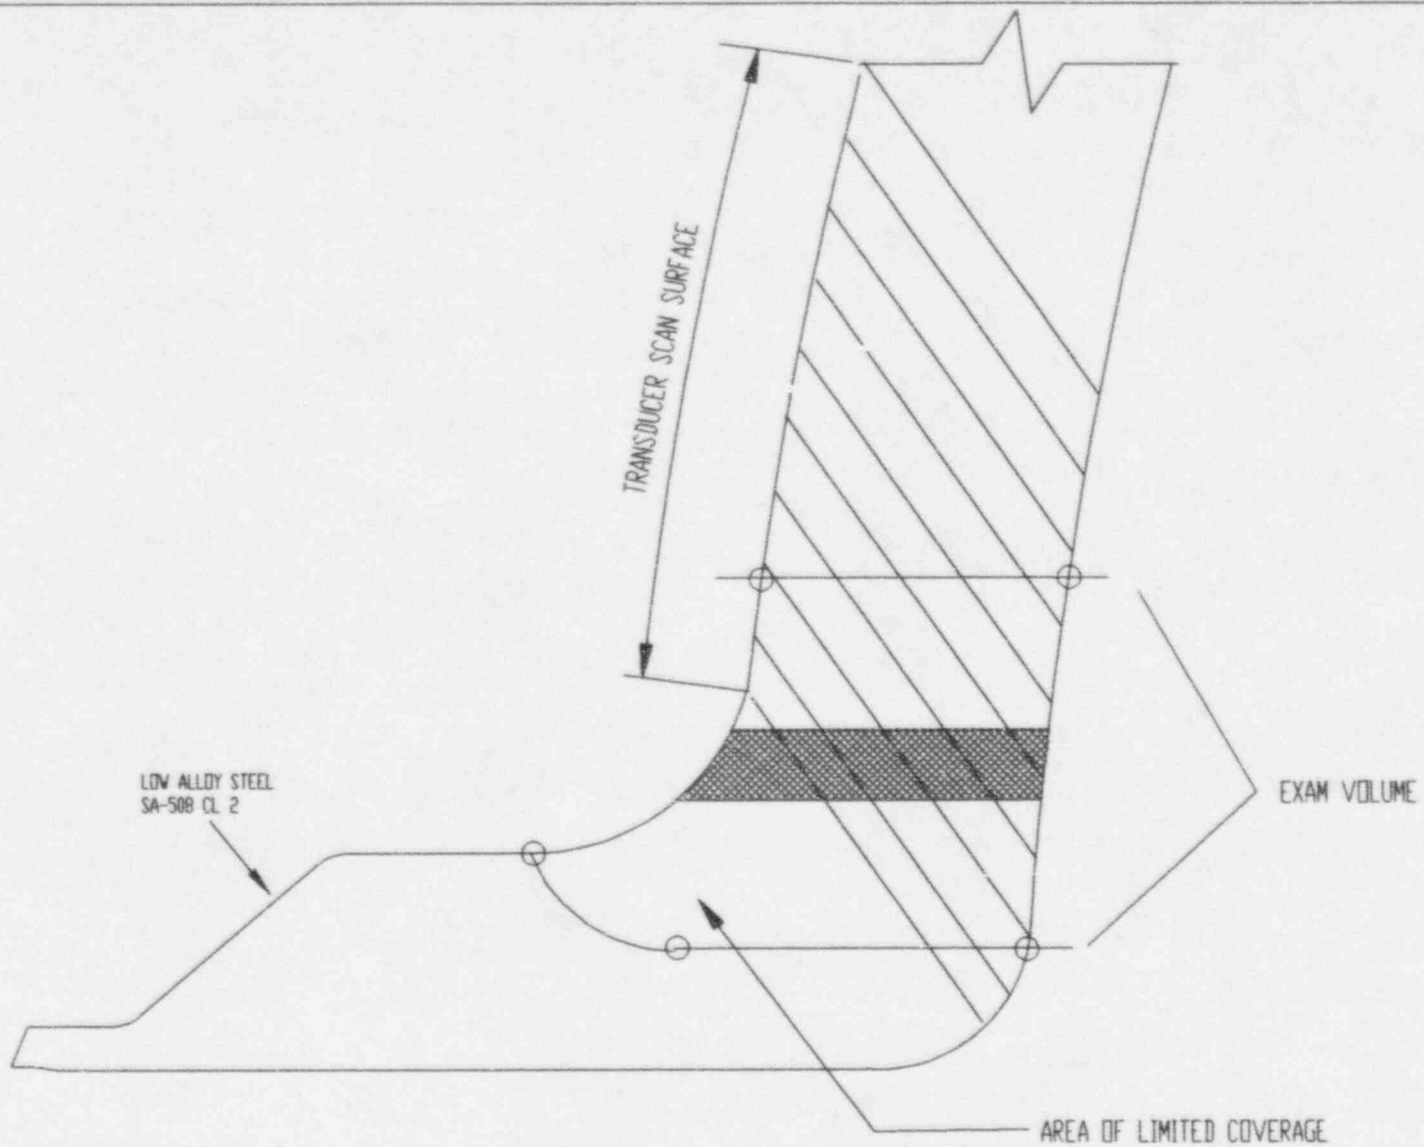 TRANSDUCER SCAN SURFACE
LOW ALLOY STEEL
SA-508 CL 2
EXAM VOLUME
AREA OF LIMITED COVERAGE